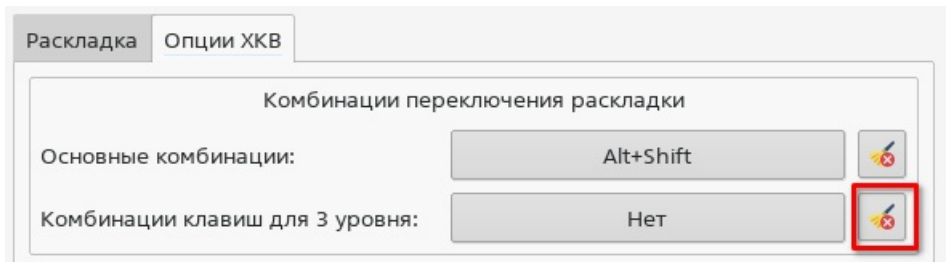 Раскладка Опции XKB
Комбинации переключения раскладки
Основные комбинации: Alt+Shift
Комбинации клавиш для 3 уровня: Нет